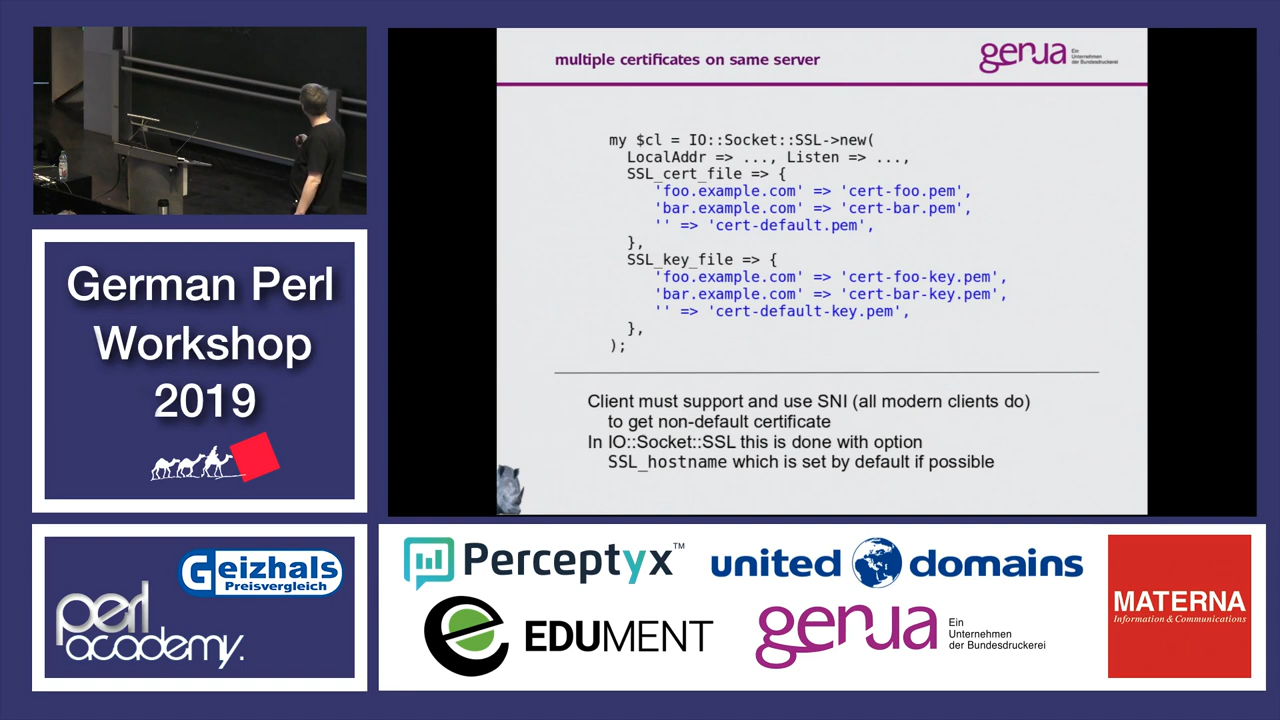 multiple certificates on same server
genua
Ein
Unternehmen
der Bundesdruckerei
my $cl = IO::Socket::SSL->new(
LocalAddr => ..., Listen => ...,
SSL_cert_file => {
'foo.example.com' => 'cert-foo.pem',
'bar.example.com' => 'cert-bar.pem',
'' => 'cert-default.pem',
},
SSL_key_file => {
'foo.example.com' => 'cert-foo-key.pem',
'bar.example.com' => 'cert-bar-key.pem',
'' => 'cert-default-key.pem',
},
);
Client must support and use SNI (all modern clients do)
to get non-default certificate
In IO::Socket::SSL this is done with option
SSL_hostname which is set by default if possible
German Perl
Workshop
2019
Geizhals
Preisvergleich
perl
academy.
Perceptyx™
united domains
EDUMENT
genua
Ein
Unternehmen
der Bundesdruckerei
MATERNA
Information & Communications